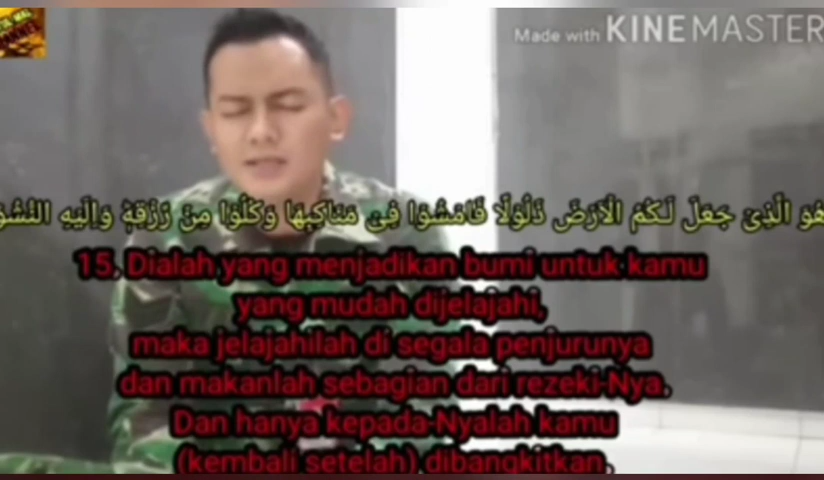 Made with KINEMASTER
هُوَ الَّذِيْ جَعَلَ لَـكُمُ الْاَرْضَ ذَلُوْلًا فَامْشُوْا فِيْ مَنَاكِبِهَا وَكُلُوْا مِنْ رِّزْقِهٖ وَاِلَيْهِ
15. Dialah yang menjadikan bumi untuk kamu
yang mudah dijelajahi,
maka jelajahilah di segala penjurunya
dan makanlah sebagian dari rezeki-Nya.
Dan hanya kepada-Nyalah kamu
(kembali setelah) dibangkitkan.